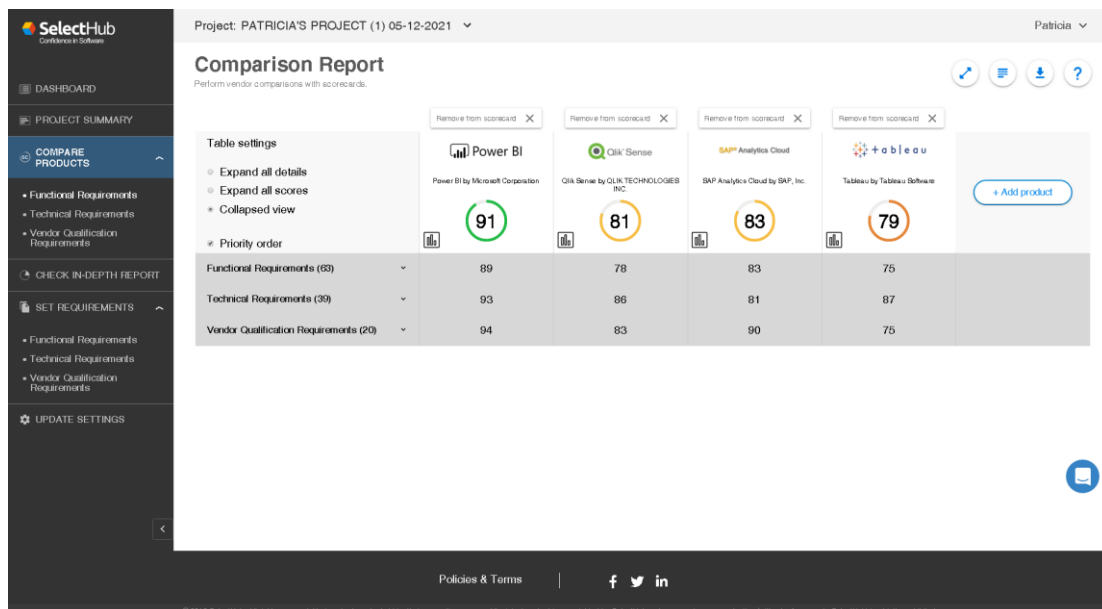 SelectHub
Confidence in Software
Project: PATRICIA'S PROJECT (1) 05-12-2021
Patricia
DASHBOARD
PROJECT SUMMARY
COMPARE
PRODUCTS
• Functional Requirements
• Technical Requirements
• Vendor Qualification
Requirements
CHECK IN-DEPTH REPORT
SET REQUIREMENTS
• Functional Requirements
• Technical Requirements
• Vendor Qualification
Requirements
UPDATE SETTINGS
Comparison Report
Perform vendor comparisons with scorecards.
?
Remove from scorecard X Remove from scorecard X Remove from scorecard X Remove from scorecard X
Table settings
Expand all details
Expand all scores
Collapsed view
Priority order
Power BI
Power BI by Microsoft Corporation
91
Qlik Sense
Qlik Sense by QLIK TECHNOLOGIES
INC.
81
SAP Analytics Cloud
SAP Analytics Cloud by SAP, Inc.
83
+ableau
Tableau by Tableau Software
79
+ Add product
Functional Requirements (63) 89 78 83 75
Technical Requirements (39) 93 86 81 87
Vendor Qualification Requirements (20) 94 83 90 75
Policies & Terms